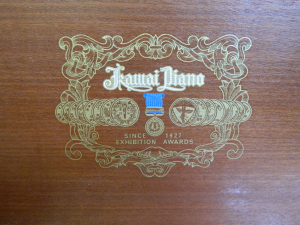 Kawai Piano
SINCE 1927
EXHIBITION AWARDS